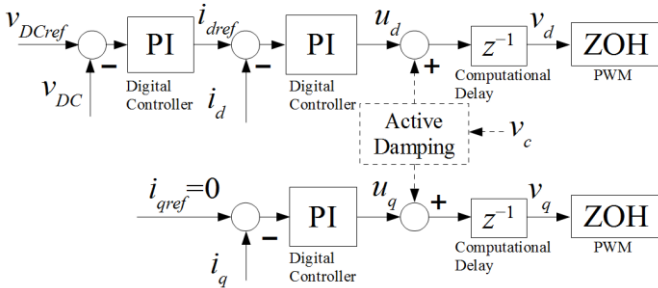 v_DCref
PI
i_dref
PI
u_d
z⁻¹
v_d
ZOH
Digital Controller
Digital Controller
Computational Delay
PWM
v_DC
−
i_d
−
+
Active Damping
v_c
i_qref=0
PI
u_q
+
z⁻¹
v_q
ZOH
−
Digital Controller
Computational Delay
PWM
i_q